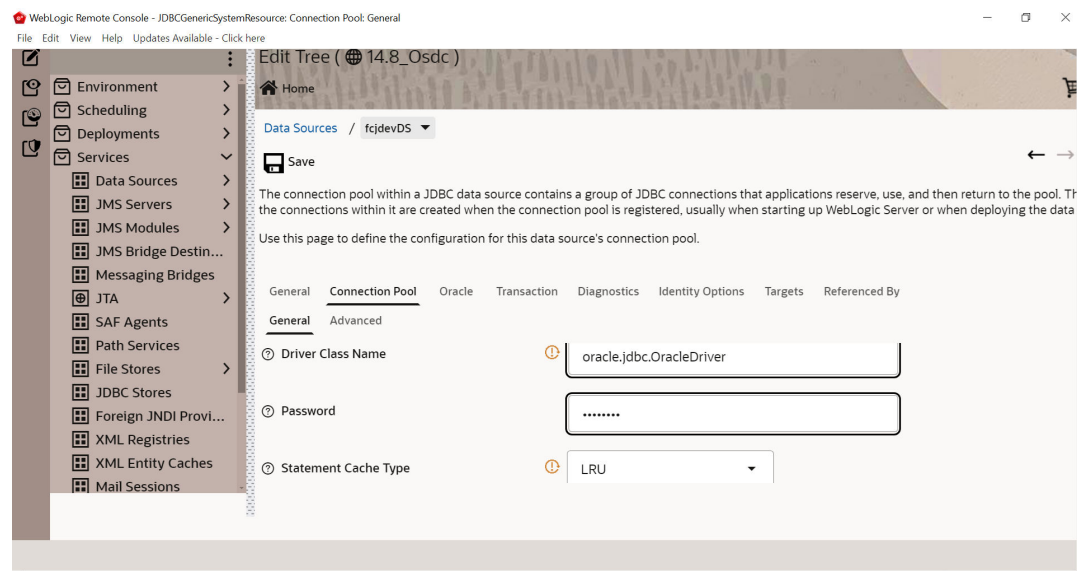 WebLogic Remote Console - JDBCGenericSystemResource: Connection Pool: General
File Edit View Help Updates Available - Click here
Edit Tree ( 14.8_Osdc )
Home
Environment
Scheduling
Deployments
Services
Data Sources
JMS Servers
JMS Modules
JMS Bridge Destin...
Messaging Bridges
JTA
SAF Agents
Path Services
File Stores
JDBC Stores
Foreign JNDI Provi...
XML Registries
XML Entity Caches
Mail Sessions
Data Sources / fcjdevDS
Save
The connection pool within a JDBC data source contains a group of JDBC connections that applications reserve, use, and then return to the pool. Th
the connections within it are created when the connection pool is registered, usually when starting up WebLogic Server or when deploying the data
Use this page to define the configuration for this data source's connection pool.
General Connection Pool Oracle Transaction Diagnostics Identity Options Targets Referenced By
General Advanced
Driver Class Name oracle.jdbc.OracleDriver
Password ••••••••
Statement Cache Type LRU